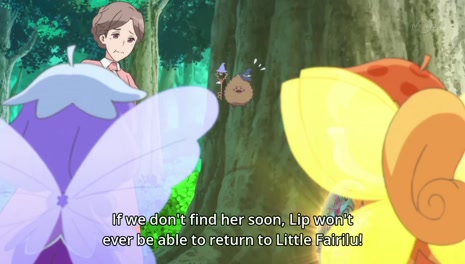 If we don't find her soon, Lip won't
ever be able to return to Little Fairilu!